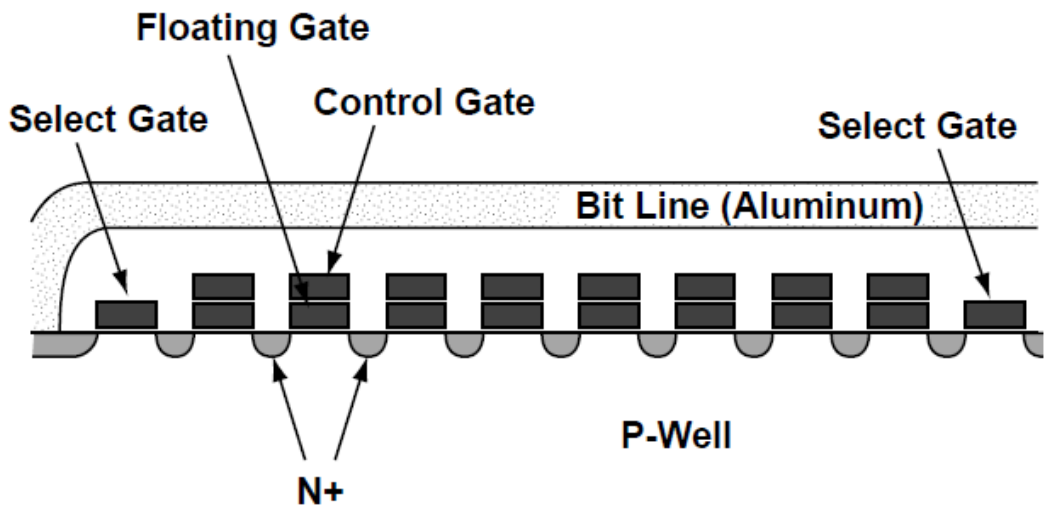 Floating Gate
Control Gate
Select Gate
Select Gate
Bit Line (Aluminum)
P-Well
N+